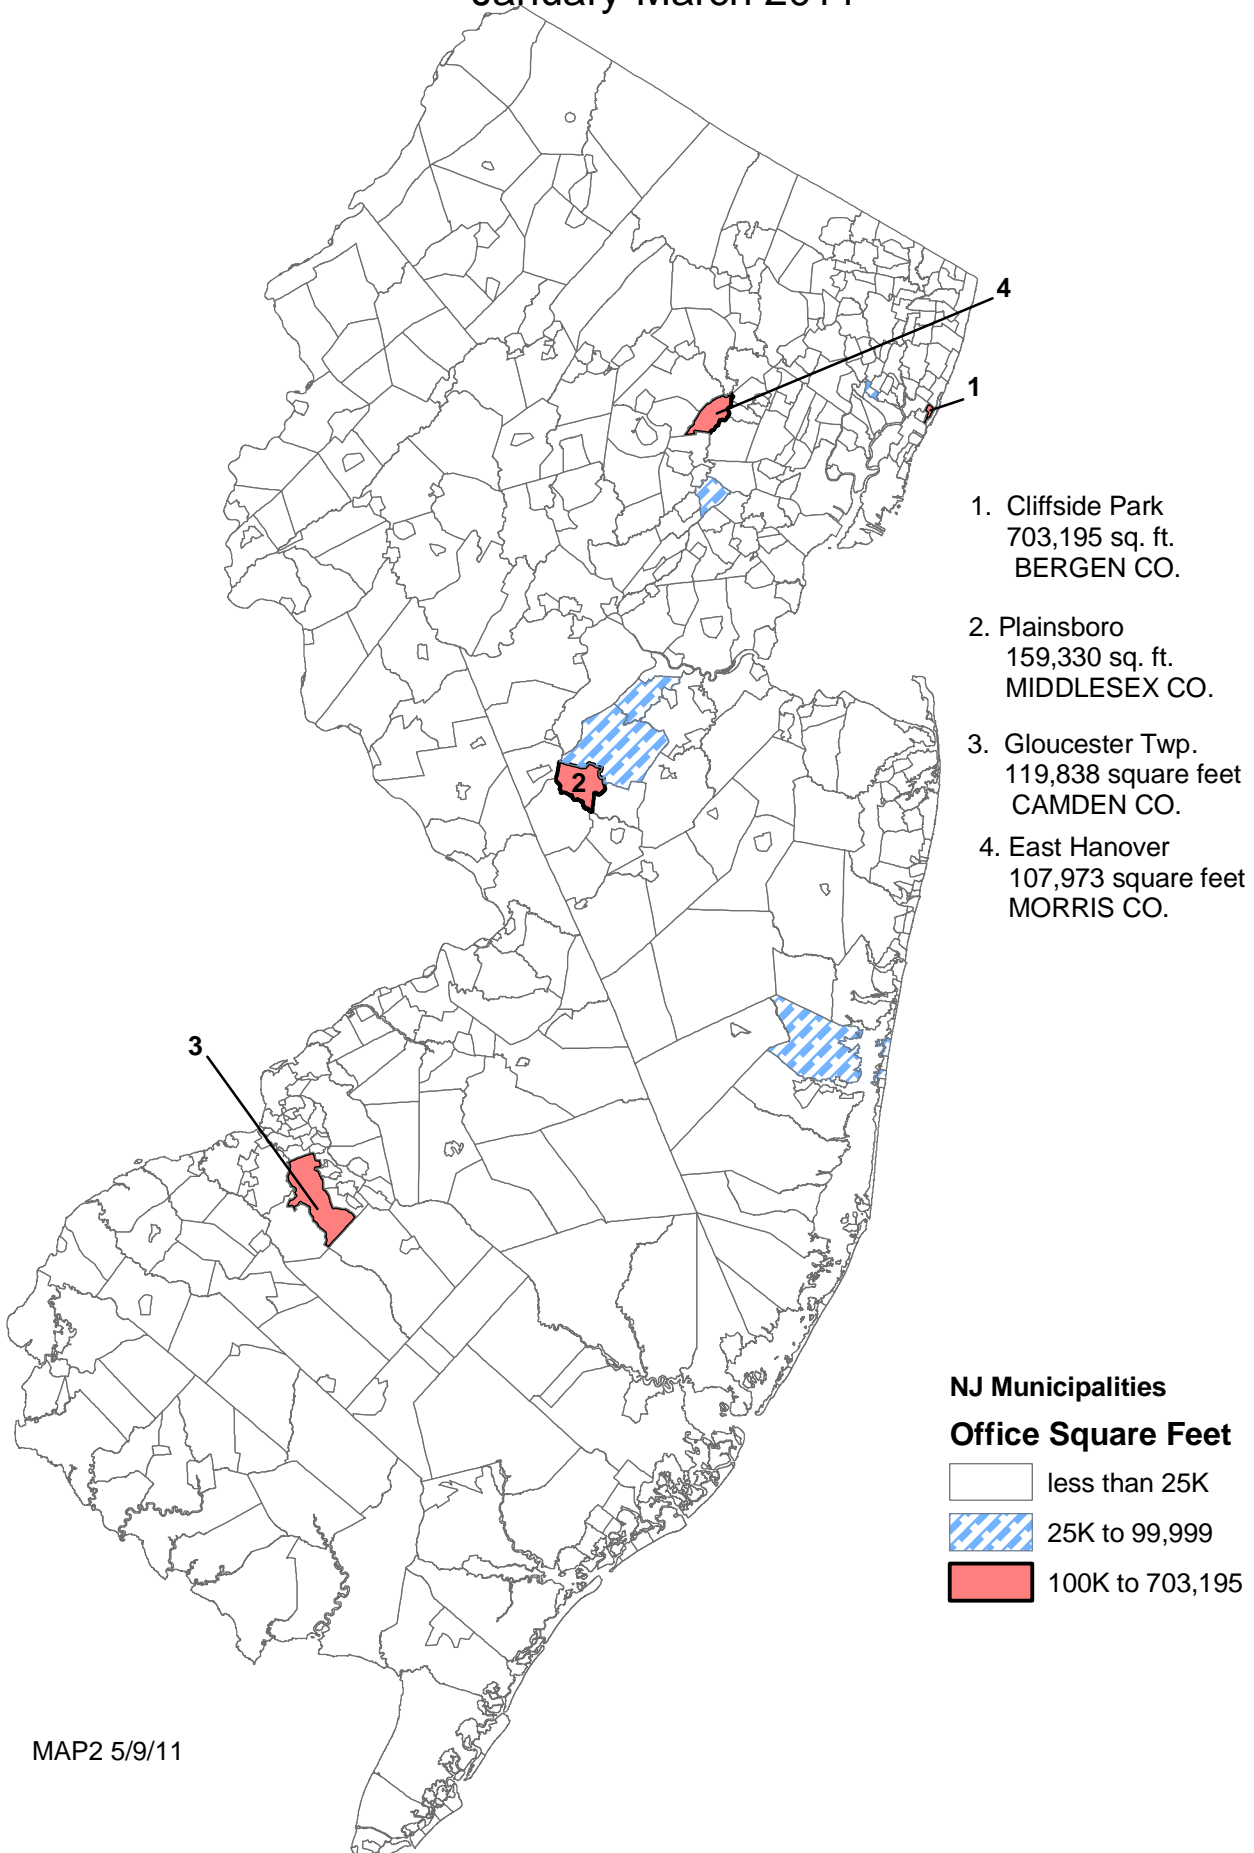 4
1
1. Cliffside Park
703,195 sq. ft.
BERGEN CO.
2. Plainsboro
159,330 sq. ft.
MIDDLESEX CO.
3. Gloucester Twp.
119,838 square feet
CAMDEN CO.
4. East Hanover
107,973 square feet
MORRIS CO.
2
3
NJ Municipalities
Office Square Feet
less than 25K
25K to 99,999
100K to 703,195
MAP2 5/9/11